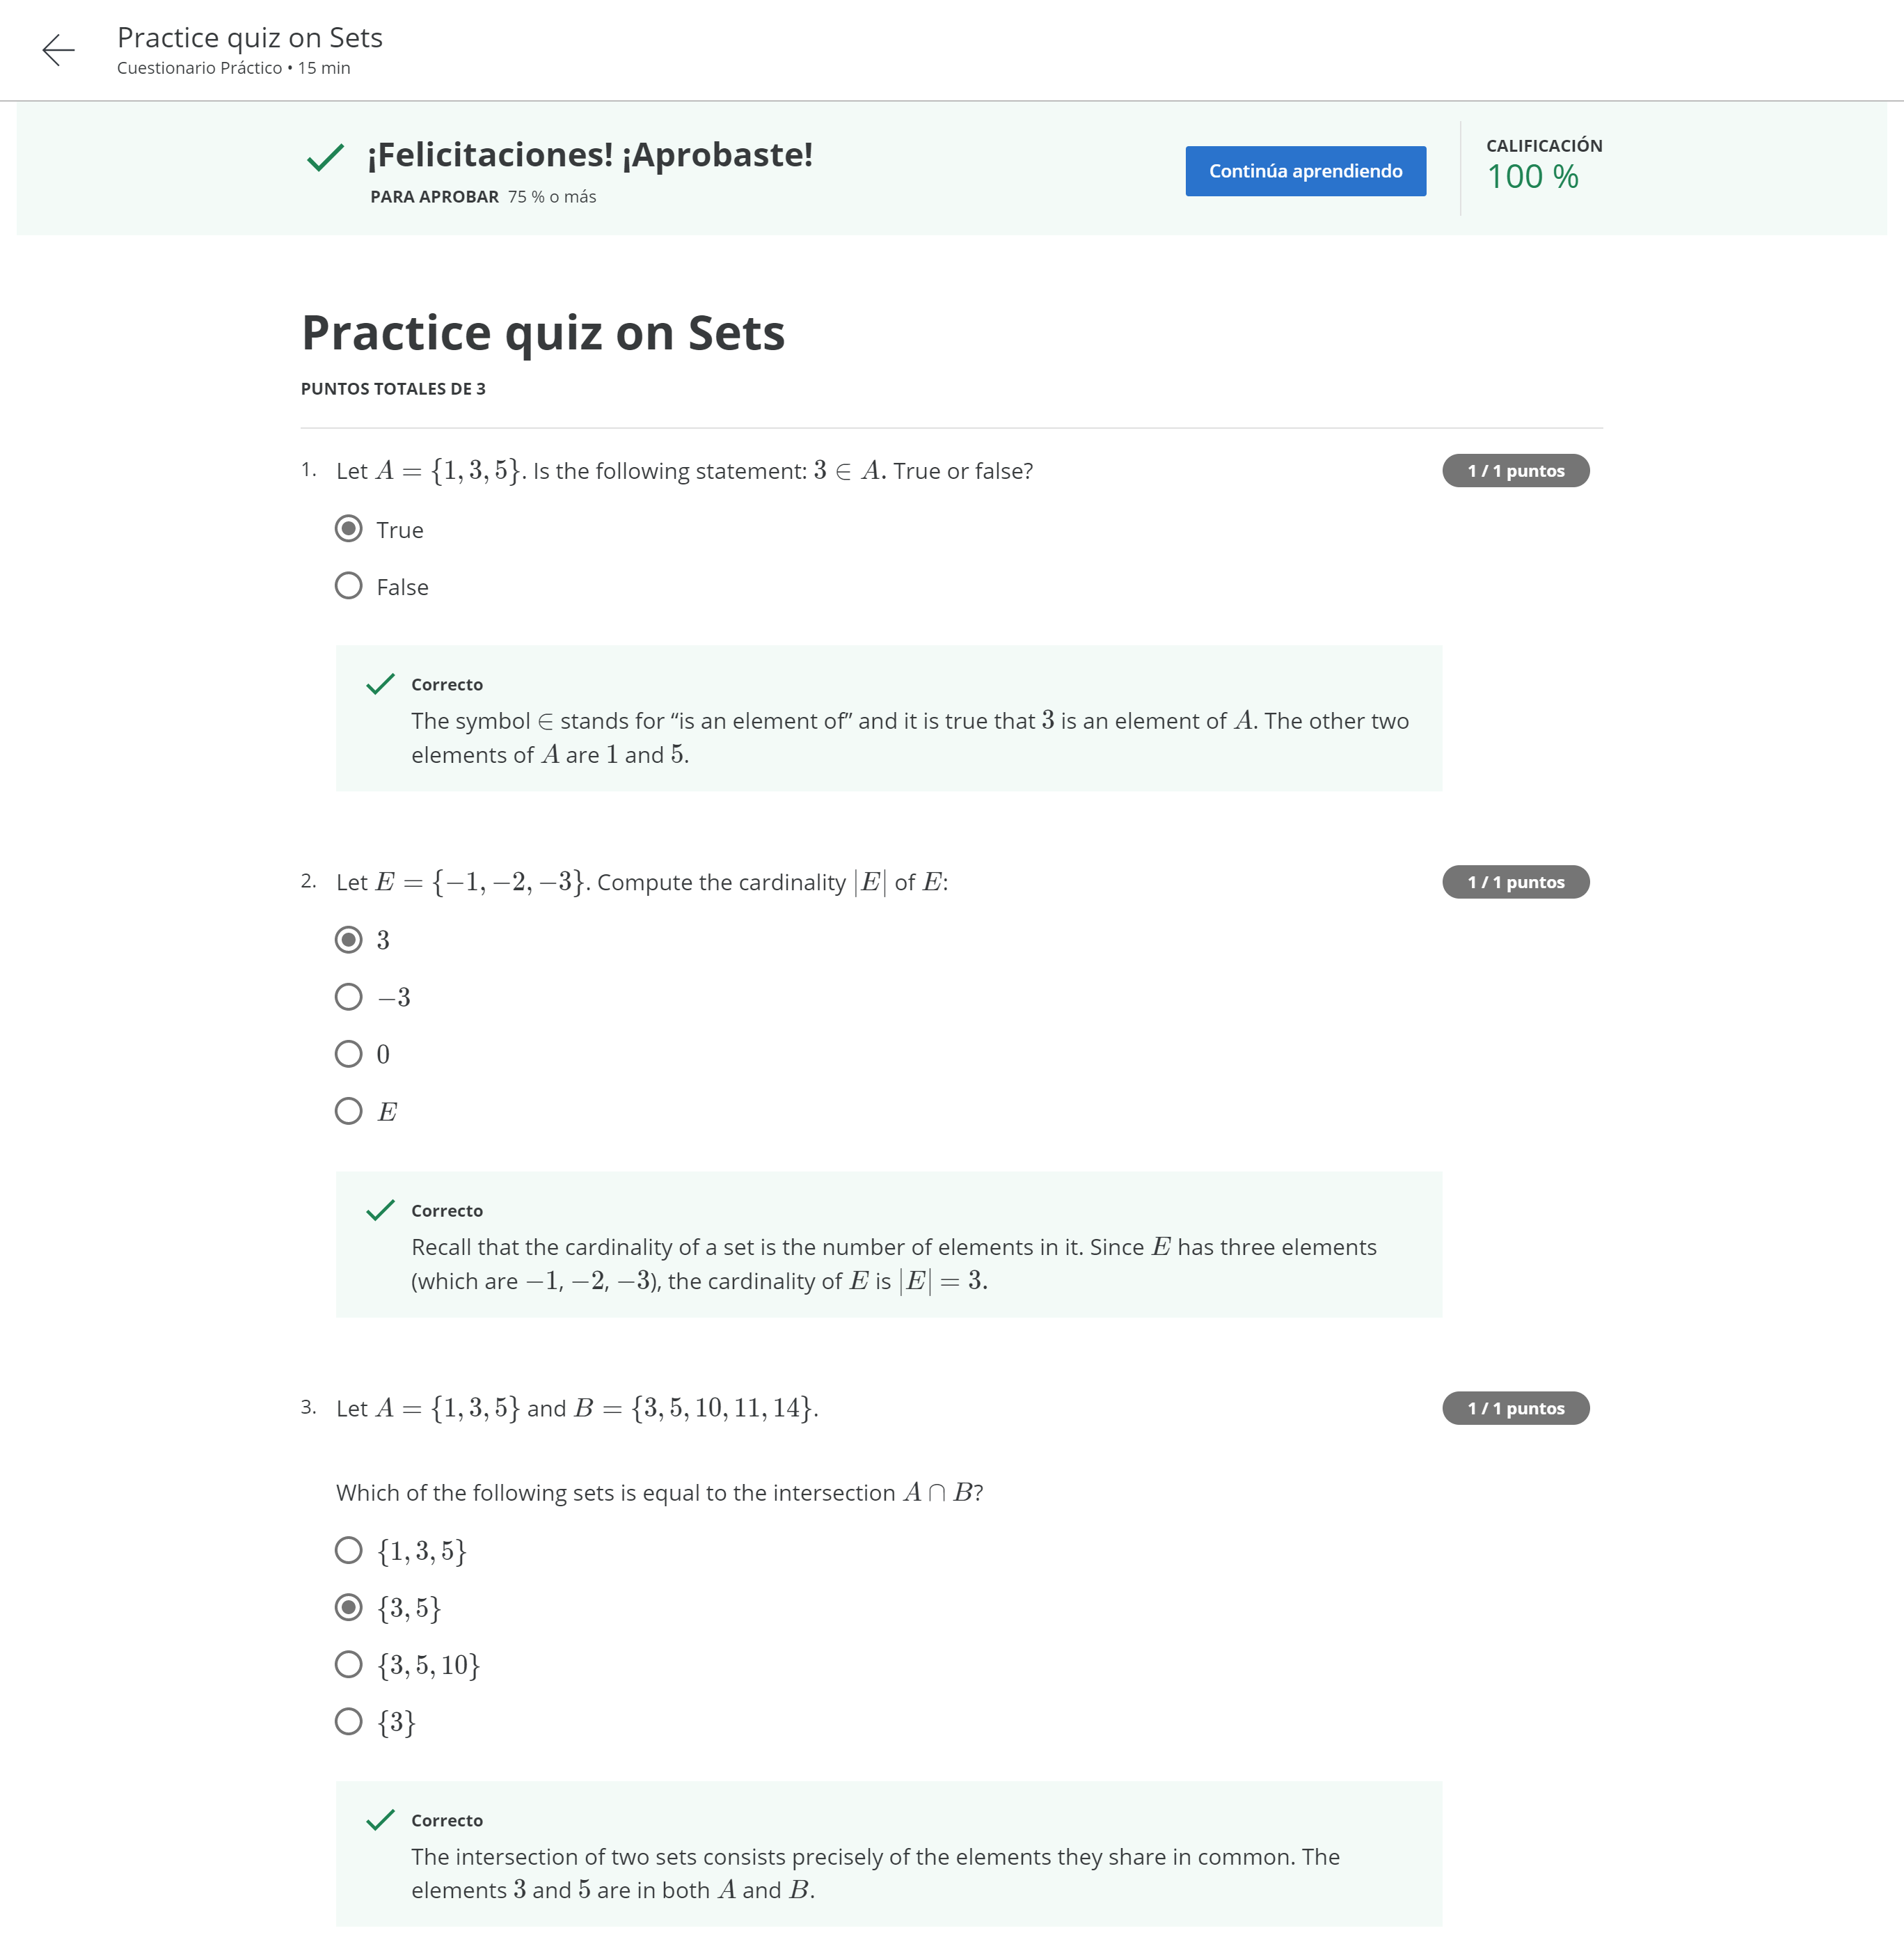 Practice quiz on Sets
Cuestionario Práctico • 15 min
¡Felicitaciones! ¡Aprobaste!
PARA APROBAR 75 % o más
Continúa aprendiendo
CALIFICACIÓN
100 %
Practice quiz on Sets
PUNTOS TOTALES DE 3
1. Let A = {1, 3, 5}. Is the following statement: 3 ∈ A. True or false?
1 / 1 puntos
True
False
Correcto
The symbol ∈ stands for “is an element of” and it is true that 3 is an element of A. The other two
elements of A are 1 and 5.
2. Let E = {−1, −2, −3}. Compute the cardinality |E| of E:
1 / 1 puntos
3
−3
0
E
Correcto
Recall that the cardinality of a set is the number of elements in it. Since E has three elements
(which are −1, −2, −3), the cardinality of E is |E| = 3.
3. Let A = {1, 3, 5} and B = {3, 5, 10, 11, 14}.
1 / 1 puntos
Which of the following sets is equal to the intersection A ∩ B?
{1, 3, 5}
{3, 5}
{3, 5, 10}
{3}
Correcto
The intersection of two sets consists precisely of the elements they share in common. The
elements 3 and 5 are in both A and B.